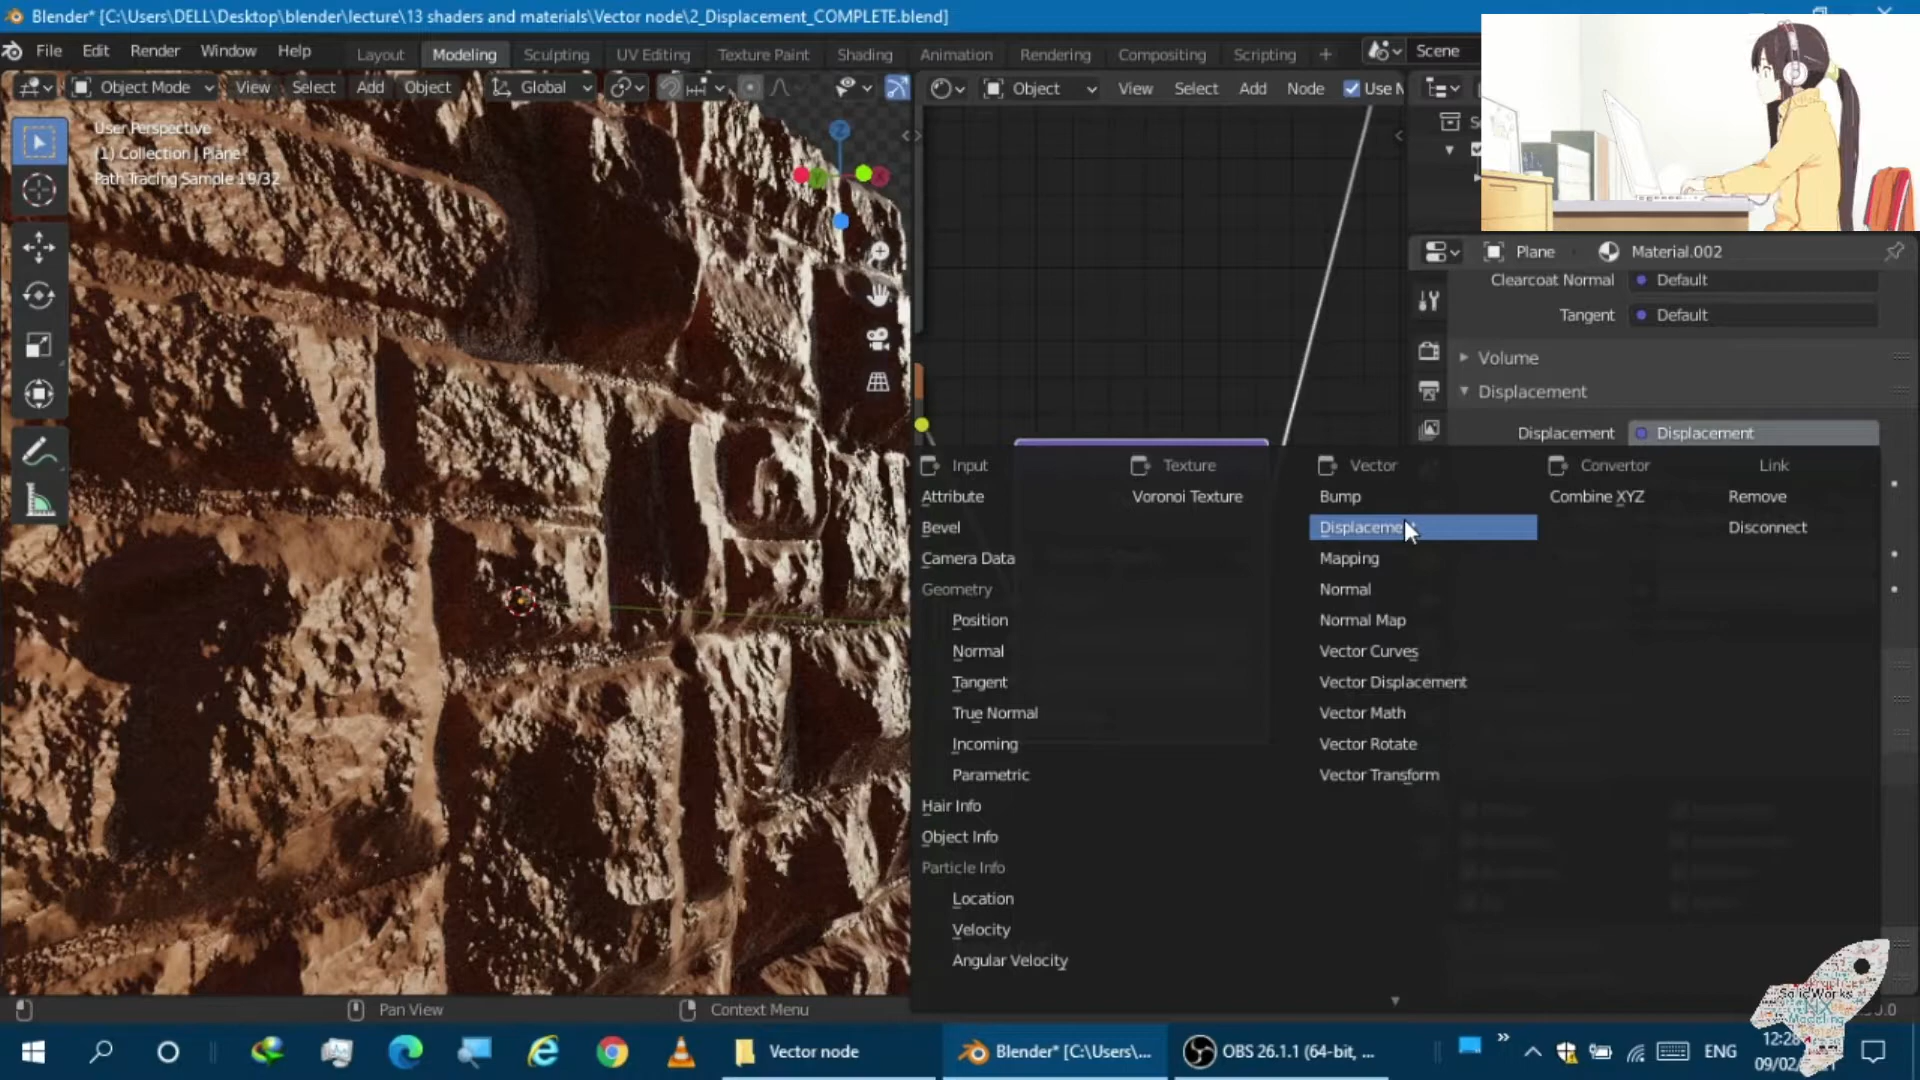 Blender* [C:\Users\DELL\Desktop\blender\lecture\13 shaders and materials\Vector node\2_Displacement_COMPLETE.blend]
File Edit Render Window Help
Layout Modeling Sculpting UV Editing Texture Paint Shading Animation Rendering Compositing Scripting +
Scene
Object Mode View Select Add Object Global
Object View Select Add Node Use N
User Perspective
(1) Collection | Plane
Path Tracing Sample 19/32
Plane Material.002
Clearcoat Normal Default
Tangent Default
Volume
Displacement
Displacement Displacement
Input Texture Vector Convertor Link
Attribute Voronoi Texture Bump Combine XYZ Remove
Bevel Displacement Disconnect
Camera Data Mapping
Geometry Normal
Position Normal Map
Normal Vector Curves
Tangent Vector Displacement
True Normal Vector Math
Incoming Vector Rotate
Parametric Vector Transform
Hair Info
Object Info
Particle Info
Location
Velocity
Angular Velocity
Pan View Context Menu
SolidWorks
NX
Modeling
Vector node
Blender* [C:\Users\...
OBS 26.1.1 (64-bit, ...
ENG